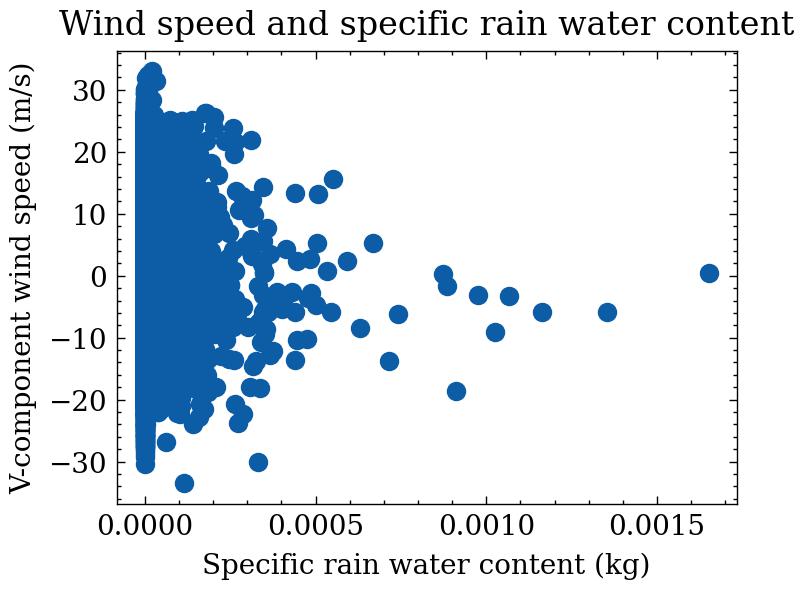 Wind speed and specific rain water content
V-component wind speed (m/s)
30
20
10
0
−10
−20
−30
0.0000 0.0005 0.0010 0.0015
Specific rain water content (kg)